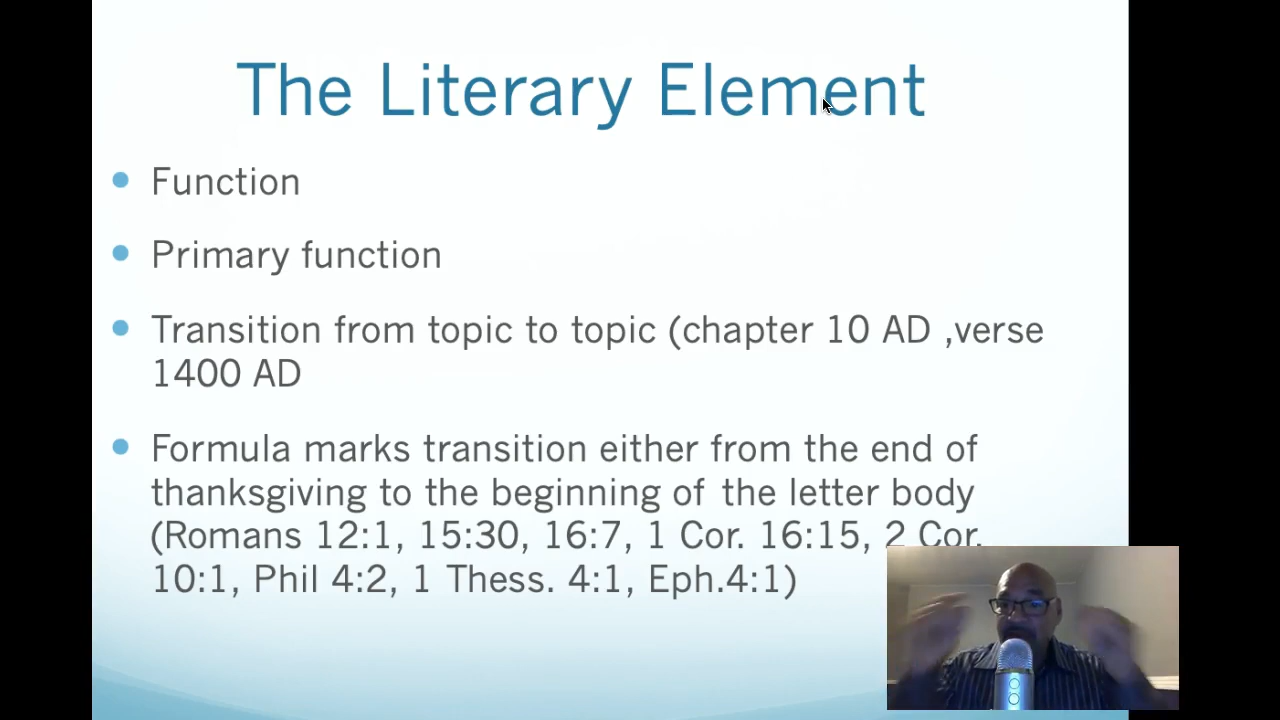 The Literary Element
Function
Primary function
Transition from topic to topic (chapter 10 AD ,verse
1400 AD
Formula marks transition either from the end of
thanksgiving to the beginning of the letter body
(Romans 12:1, 15:30, 16:7, 1 Cor. 16:15, 2 Cor.
10:1, Phil 4:2, 1 Thess. 4:1, Eph.4:1)